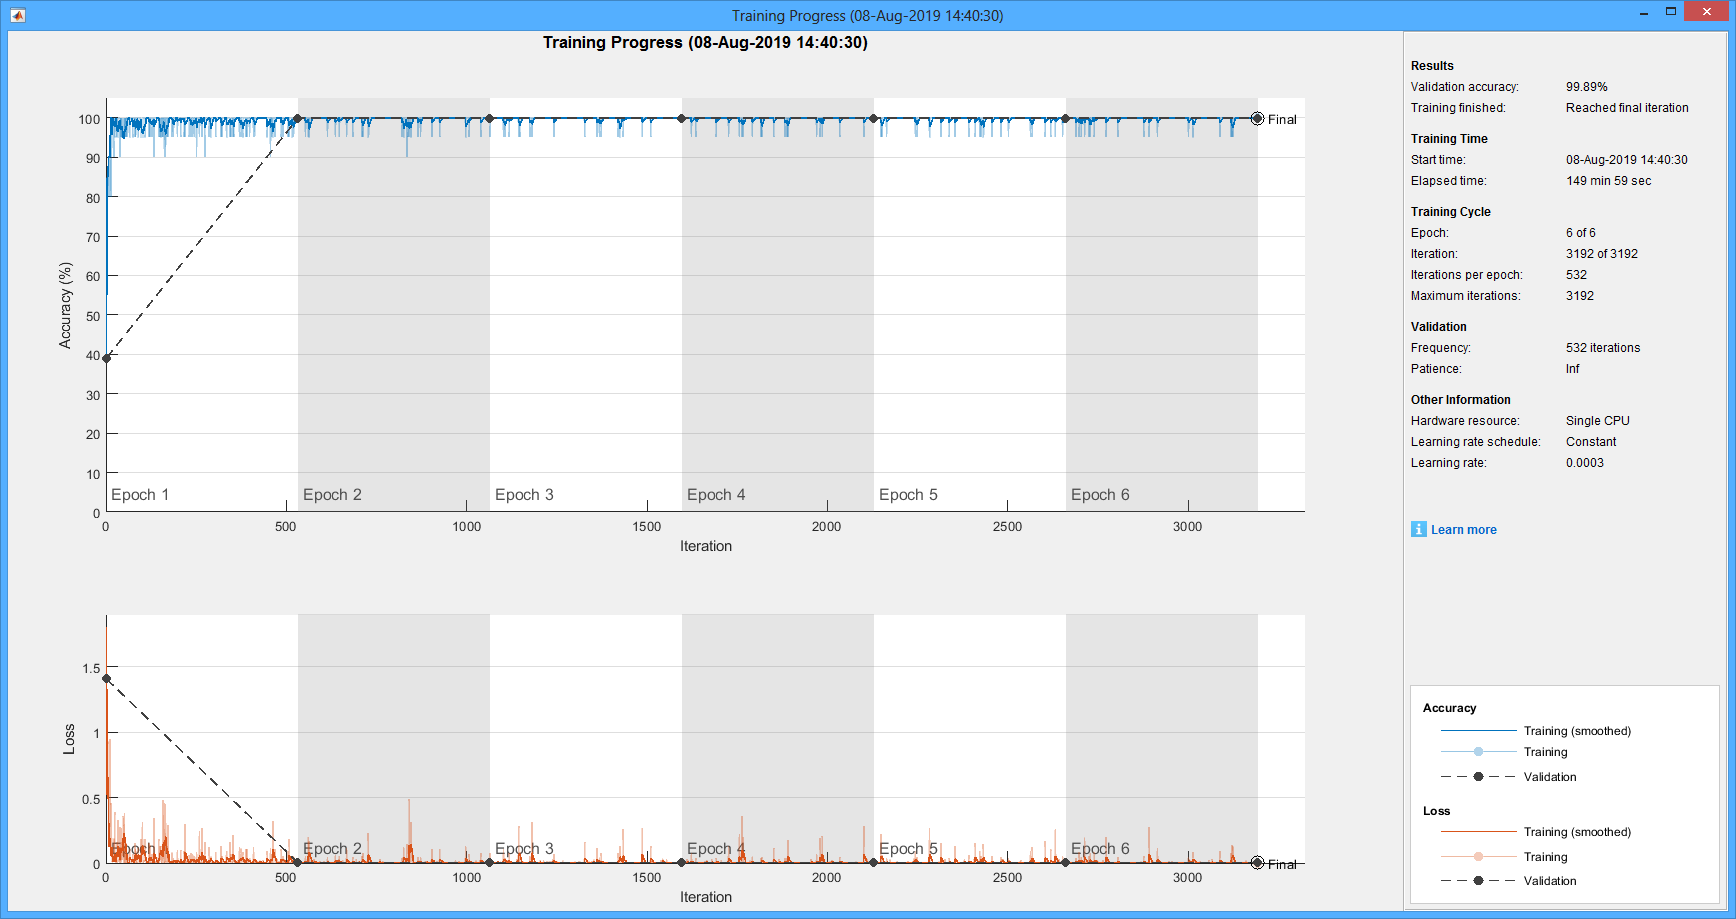 Training Progress (08-Aug-2019 14:40:30)
Training Progress (08-Aug-2019 14:40:30)
Accuracy (%)
100
90
80
70
60
50
40
30
20
10
0
Final
Epoch 1 Epoch 2 Epoch 3 Epoch 4 Epoch 5 Epoch 6
0 500 1000 1500 2000 2500 3000
Iteration
Loss
1.5
1
0.5
0
Epoch 1 Epoch 2 Epoch 3 Epoch 4 Epoch 5 Epoch 6
Final
0 500 1000 1500 2000 2500 3000
Iteration
Results
Validation accuracy: 99.89%
Training finished: Reached final iteration
Training Time
Start time: 08-Aug-2019 14:40:30
Elapsed time: 149 min 59 sec
Training Cycle
Epoch: 6 of 6
Iteration: 3192 of 3192
Iterations per epoch: 532
Maximum iterations: 3192
Validation
Frequency: 532 iterations
Patience: Inf
Other Information
Hardware resource: Single CPU
Learning rate schedule: Constant
Learning rate: 0.0003
i Learn more
Accuracy
Training (smoothed)
Training
Validation
Loss
Training (smoothed)
Training
Validation